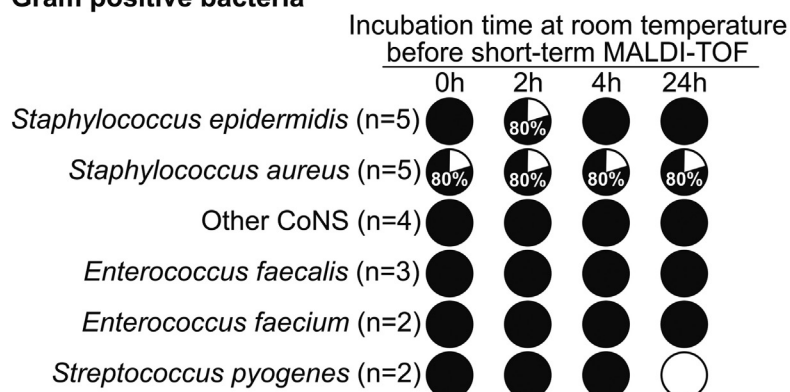 Gram positive bacteria
Incubation time at room temperature
before short-term MALDI-TOF
0h 2h 4h 24h
Staphylococcus epidermidis (n=5) 80%
Staphylococcus aureus (n=5) 80% 80% 80% 80%
Other CoNS (n=4)
Enterococcus faecalis (n=3)
Enterococcus faecium (n=2)
Streptococcus pyogenes (n=2)